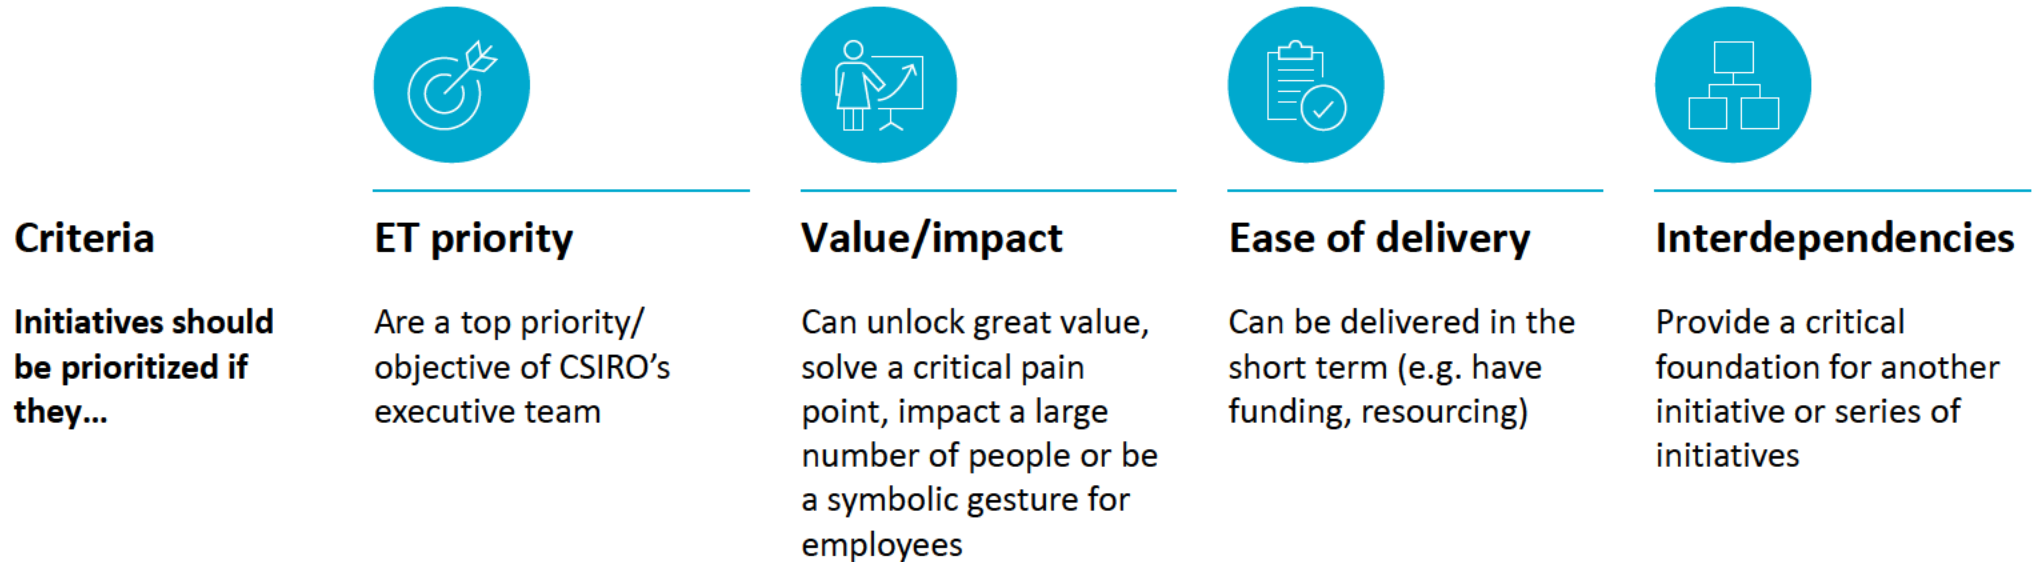 Criteria
Initiatives should
be prioritized if
they...
ET priority
Are a top priority/
objective of CSIRO’s
executive team
Value/impact
Can unlock great value,
solve a critical pain
point, impact a large
number of people or be
a symbolic gesture for
employees
Ease of delivery
Can be delivered in the
short term (e.g. have
funding, resourcing)
Interdependencies
Provide a critical
foundation for another
initiative or series of
initiatives